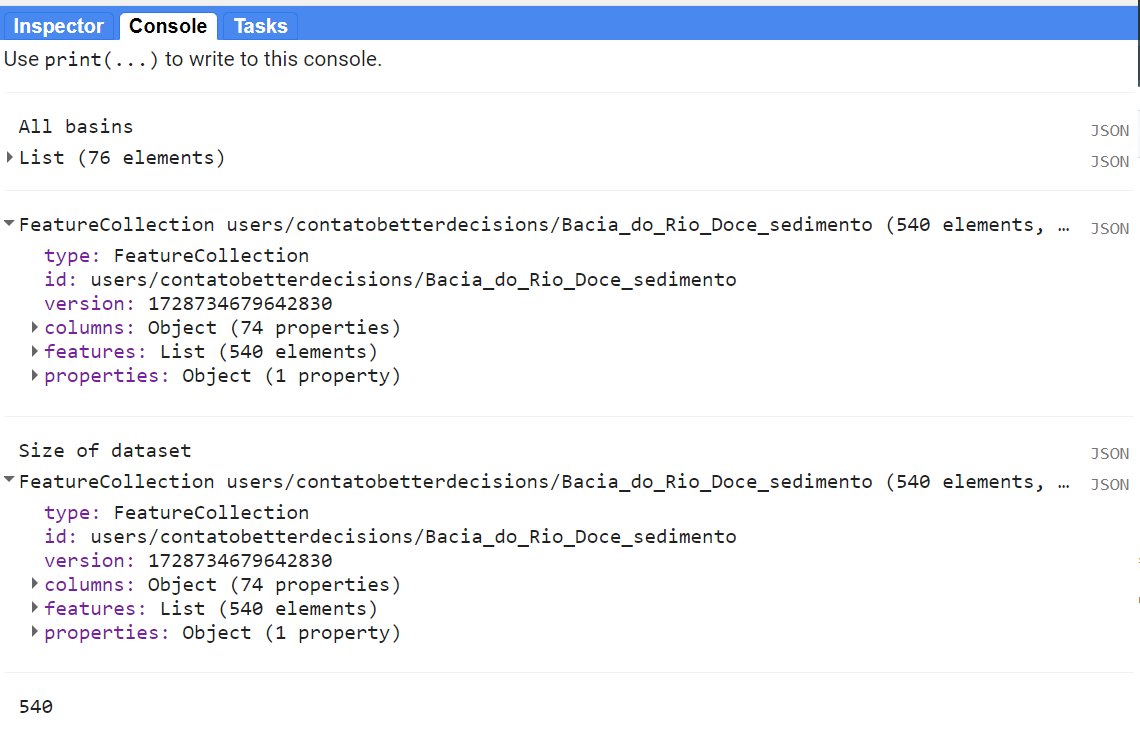 Inspector Console Tasks
Use print(...) to write to this console.
All basins JSON
List (76 elements) JSON
FeatureCollection users/contatobetterdecisions/Bacia_do_Rio_Doce_sedimento (540 elements, … JSON
type: FeatureCollection
id: users/contatobetterdecisions/Bacia_do_Rio_Doce_sedimento
version: 1728734679642830
columns: Object (74 properties)
features: List (540 elements)
properties: Object (1 property)
Size of dataset JSON
FeatureCollection users/contatobetterdecisions/Bacia_do_Rio_Doce_sedimento (540 elements, … JSON
type: FeatureCollection
id: users/contatobetterdecisions/Bacia_do_Rio_Doce_sedimento
version: 1728734679642830
columns: Object (74 properties)
features: List (540 elements)
properties: Object (1 property)
540